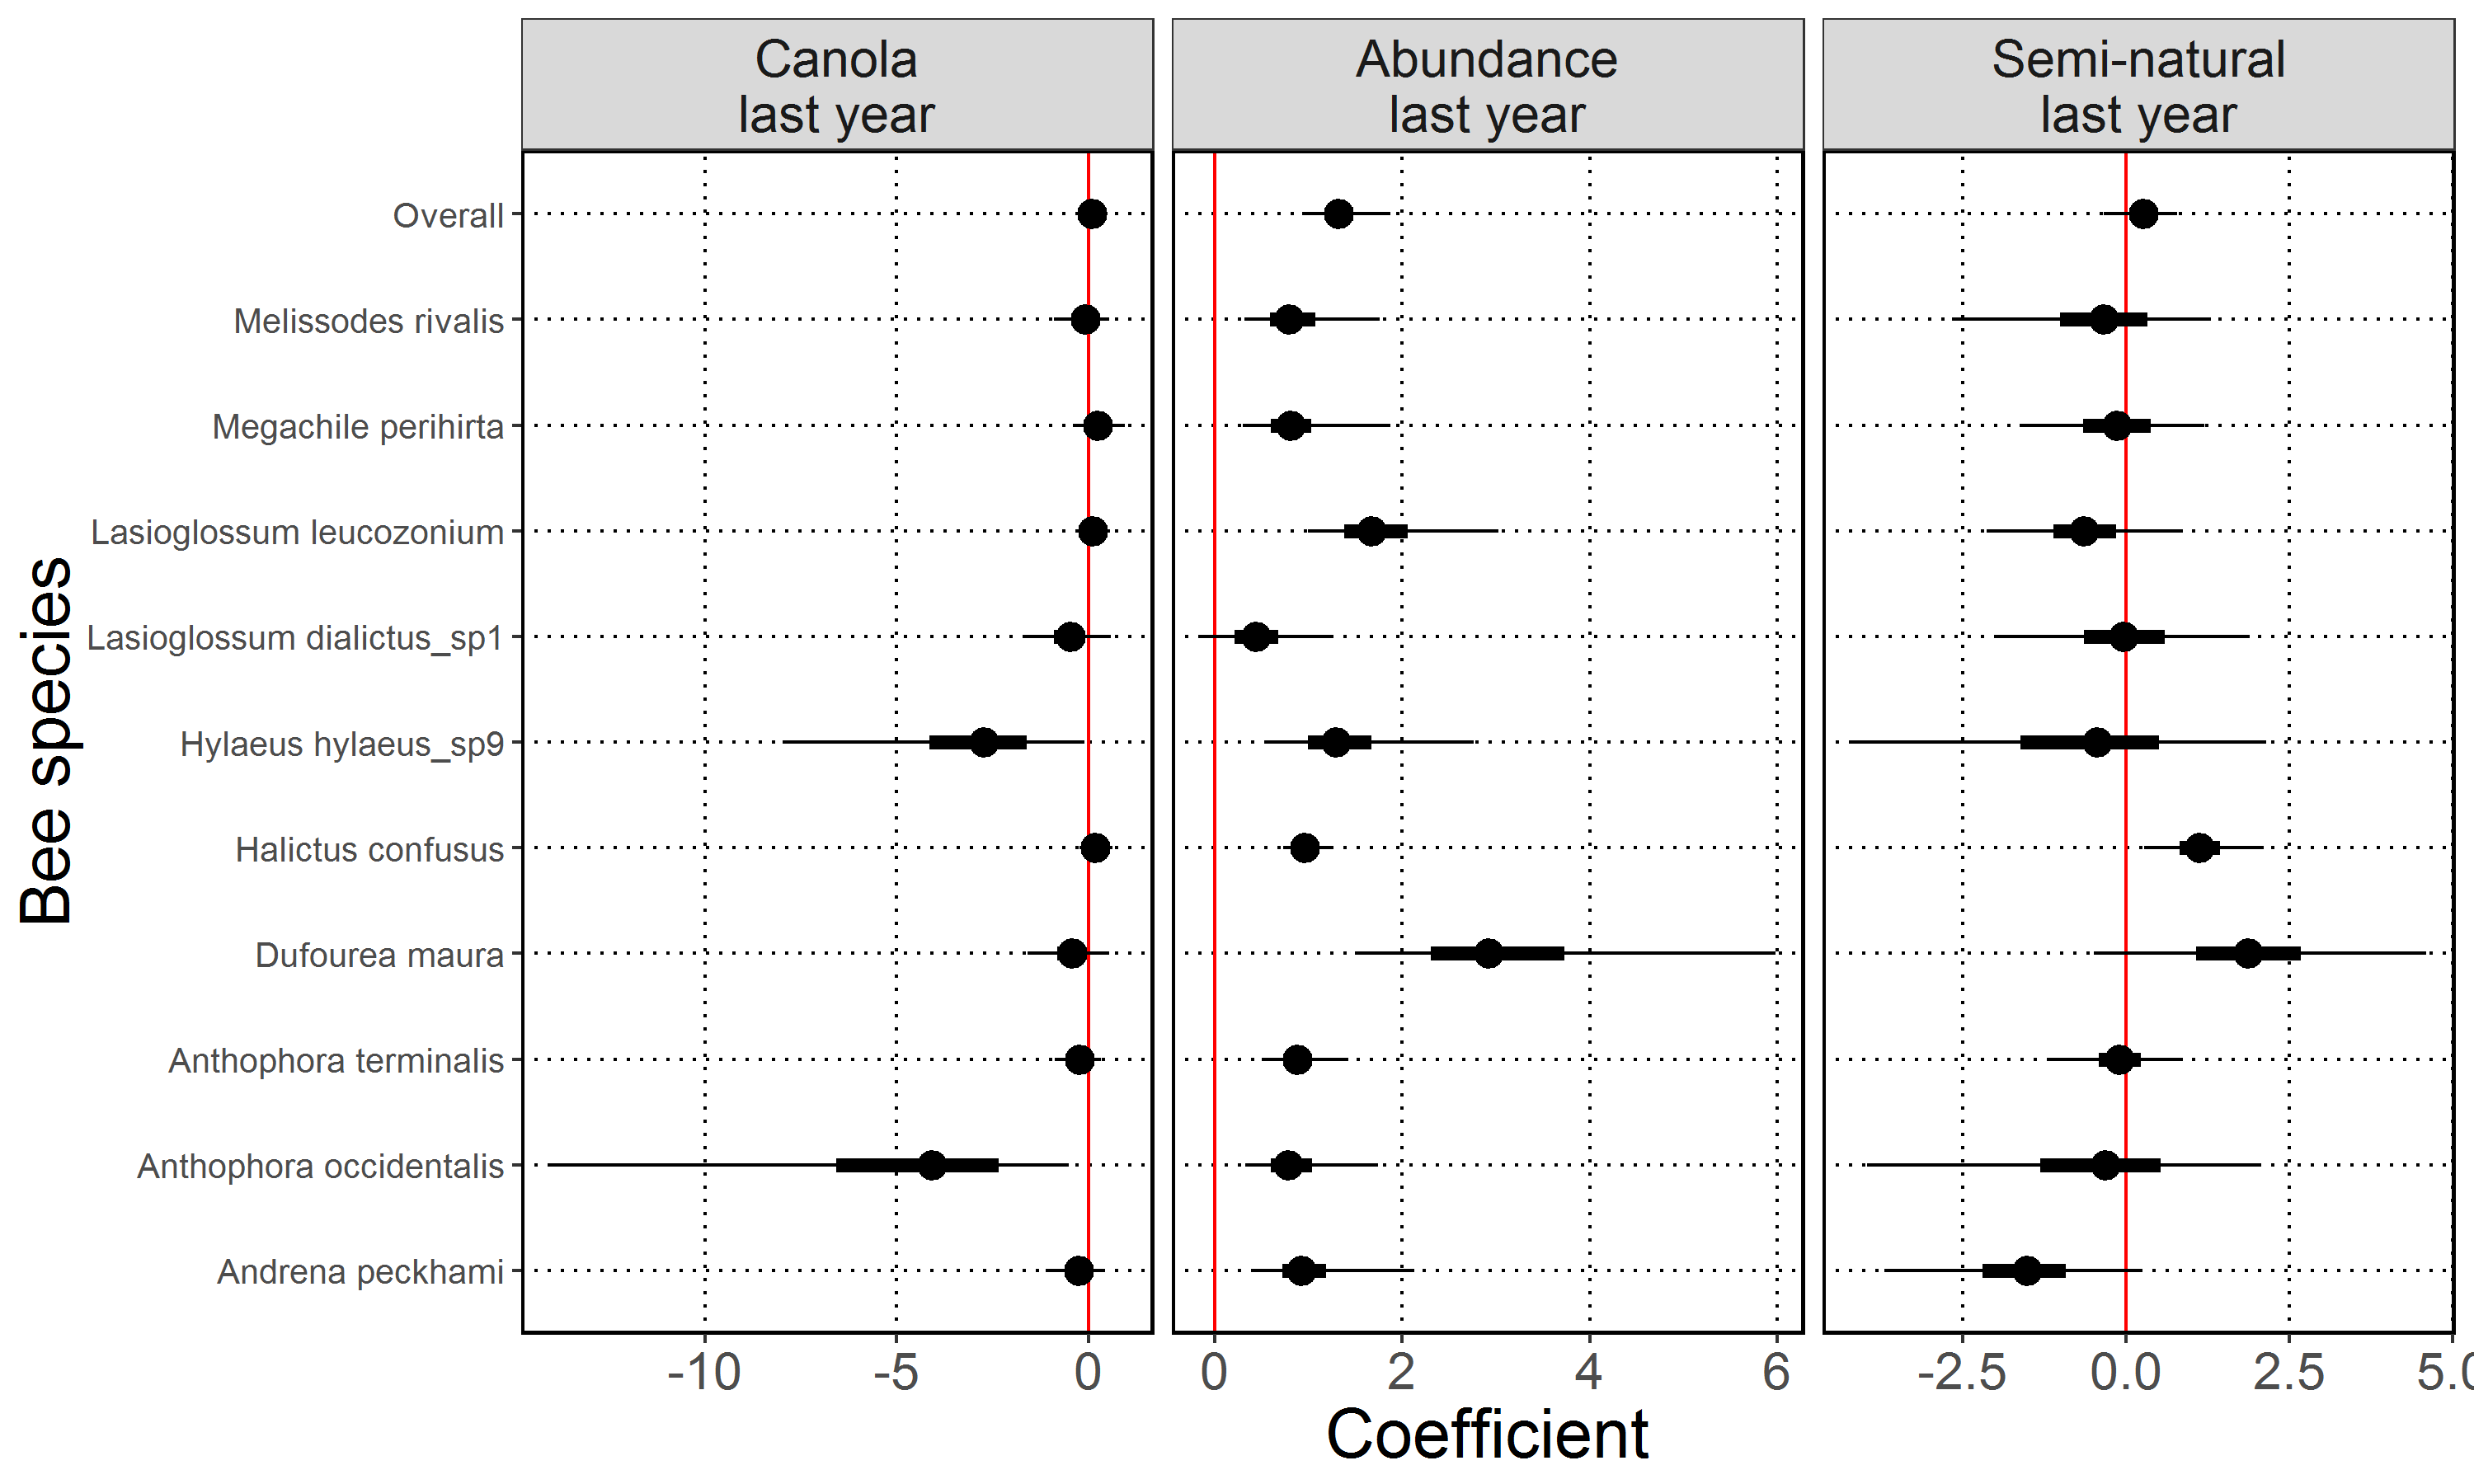 Canola
last year
Abundance
last year
Semi-natural
last year
Bee species
Overall
Melissodes rivalis
Megachile perihirta
Lasioglossum leucozonium
Lasioglossum dialictus_sp1
Hylaeus hylaeus_sp9
Halictus confusus
Dufourea maura
Anthophora terminalis
Anthophora occidentalis
Andrena peckhami
-10 -5 0 0 2 4 6 -2.5 0.0 2.5 5.0
Coefficient